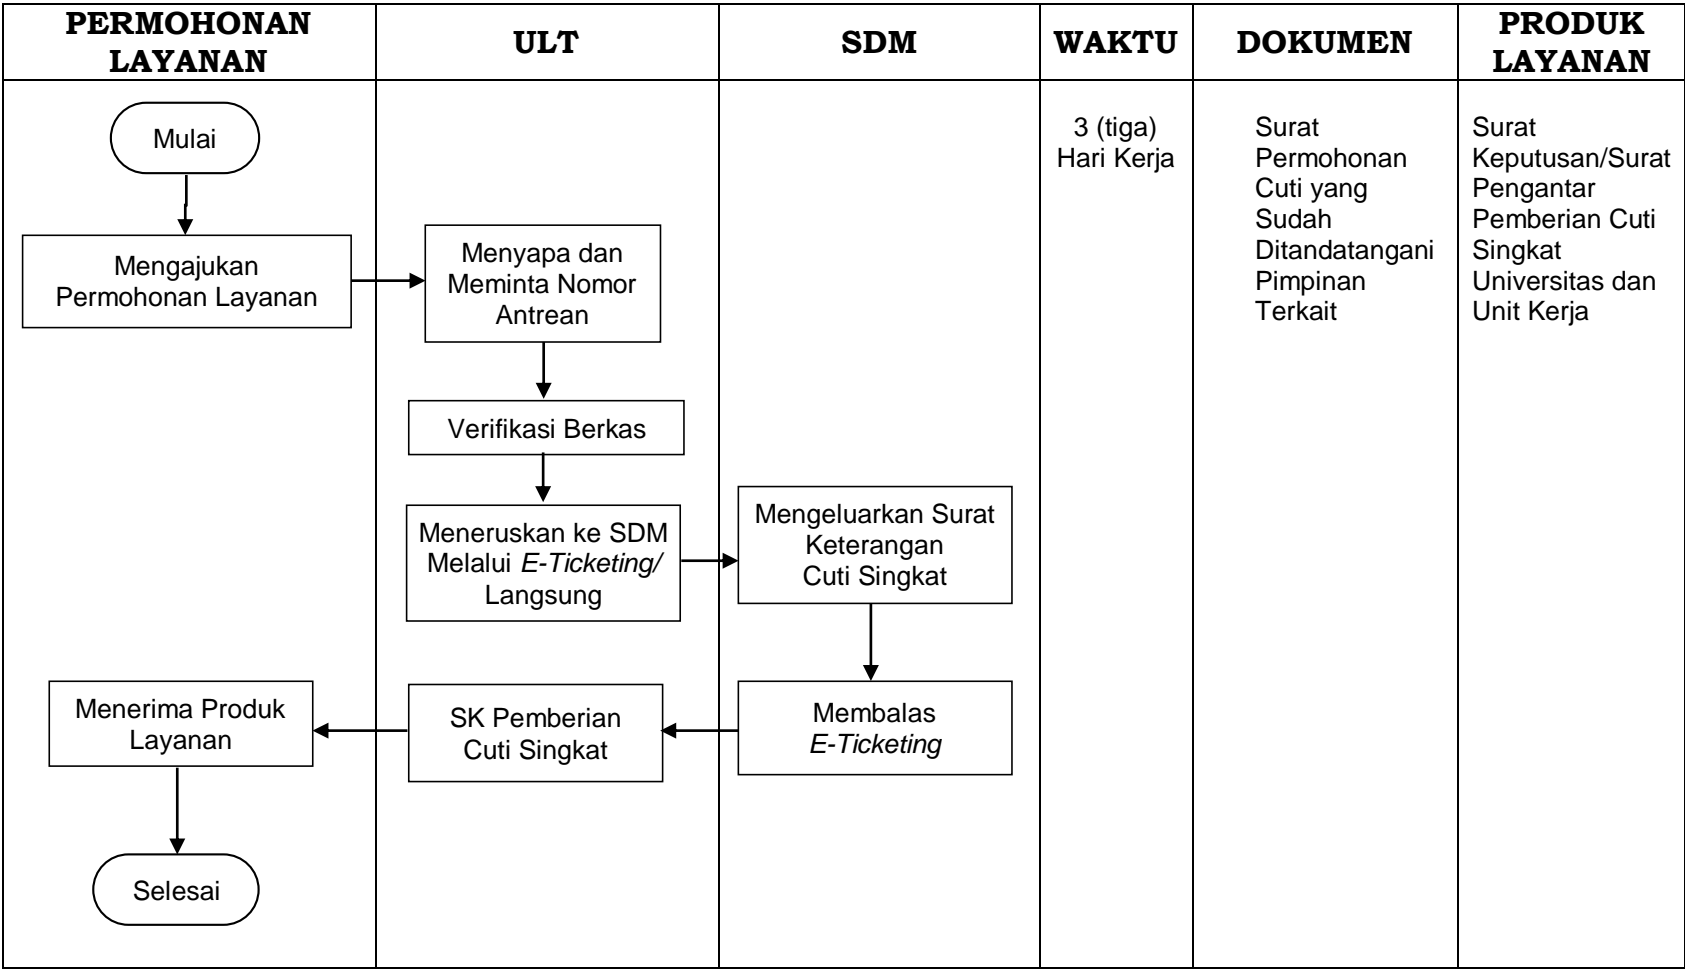 PERMOHONAN
LAYANAN
ULT
SDM
WAKTU
DOKUMEN
PRODUK
LAYANAN
Mulai
Mengajukan
Permohonan Layanan
Menyapa dan
Meminta Nomor
Antrean
Verifikasi Berkas
Meneruskan ke SDM
Melalui E-Ticketing/
Langsung
Mengeluarkan Surat
Keterangan
Cuti Singkat
Membalas
E-Ticketing
SK Pemberian
Cuti Singkat
Menerima Produk
Layanan
Selesai
3 (tiga)
Hari Kerja
Surat
Permohonan
Cuti yang
Sudah
Ditandatangani
Pimpinan
Terkait
Surat
Keputusan/Surat
Pengantar
Pemberian Cuti
Singkat
Universitas dan
Unit Kerja